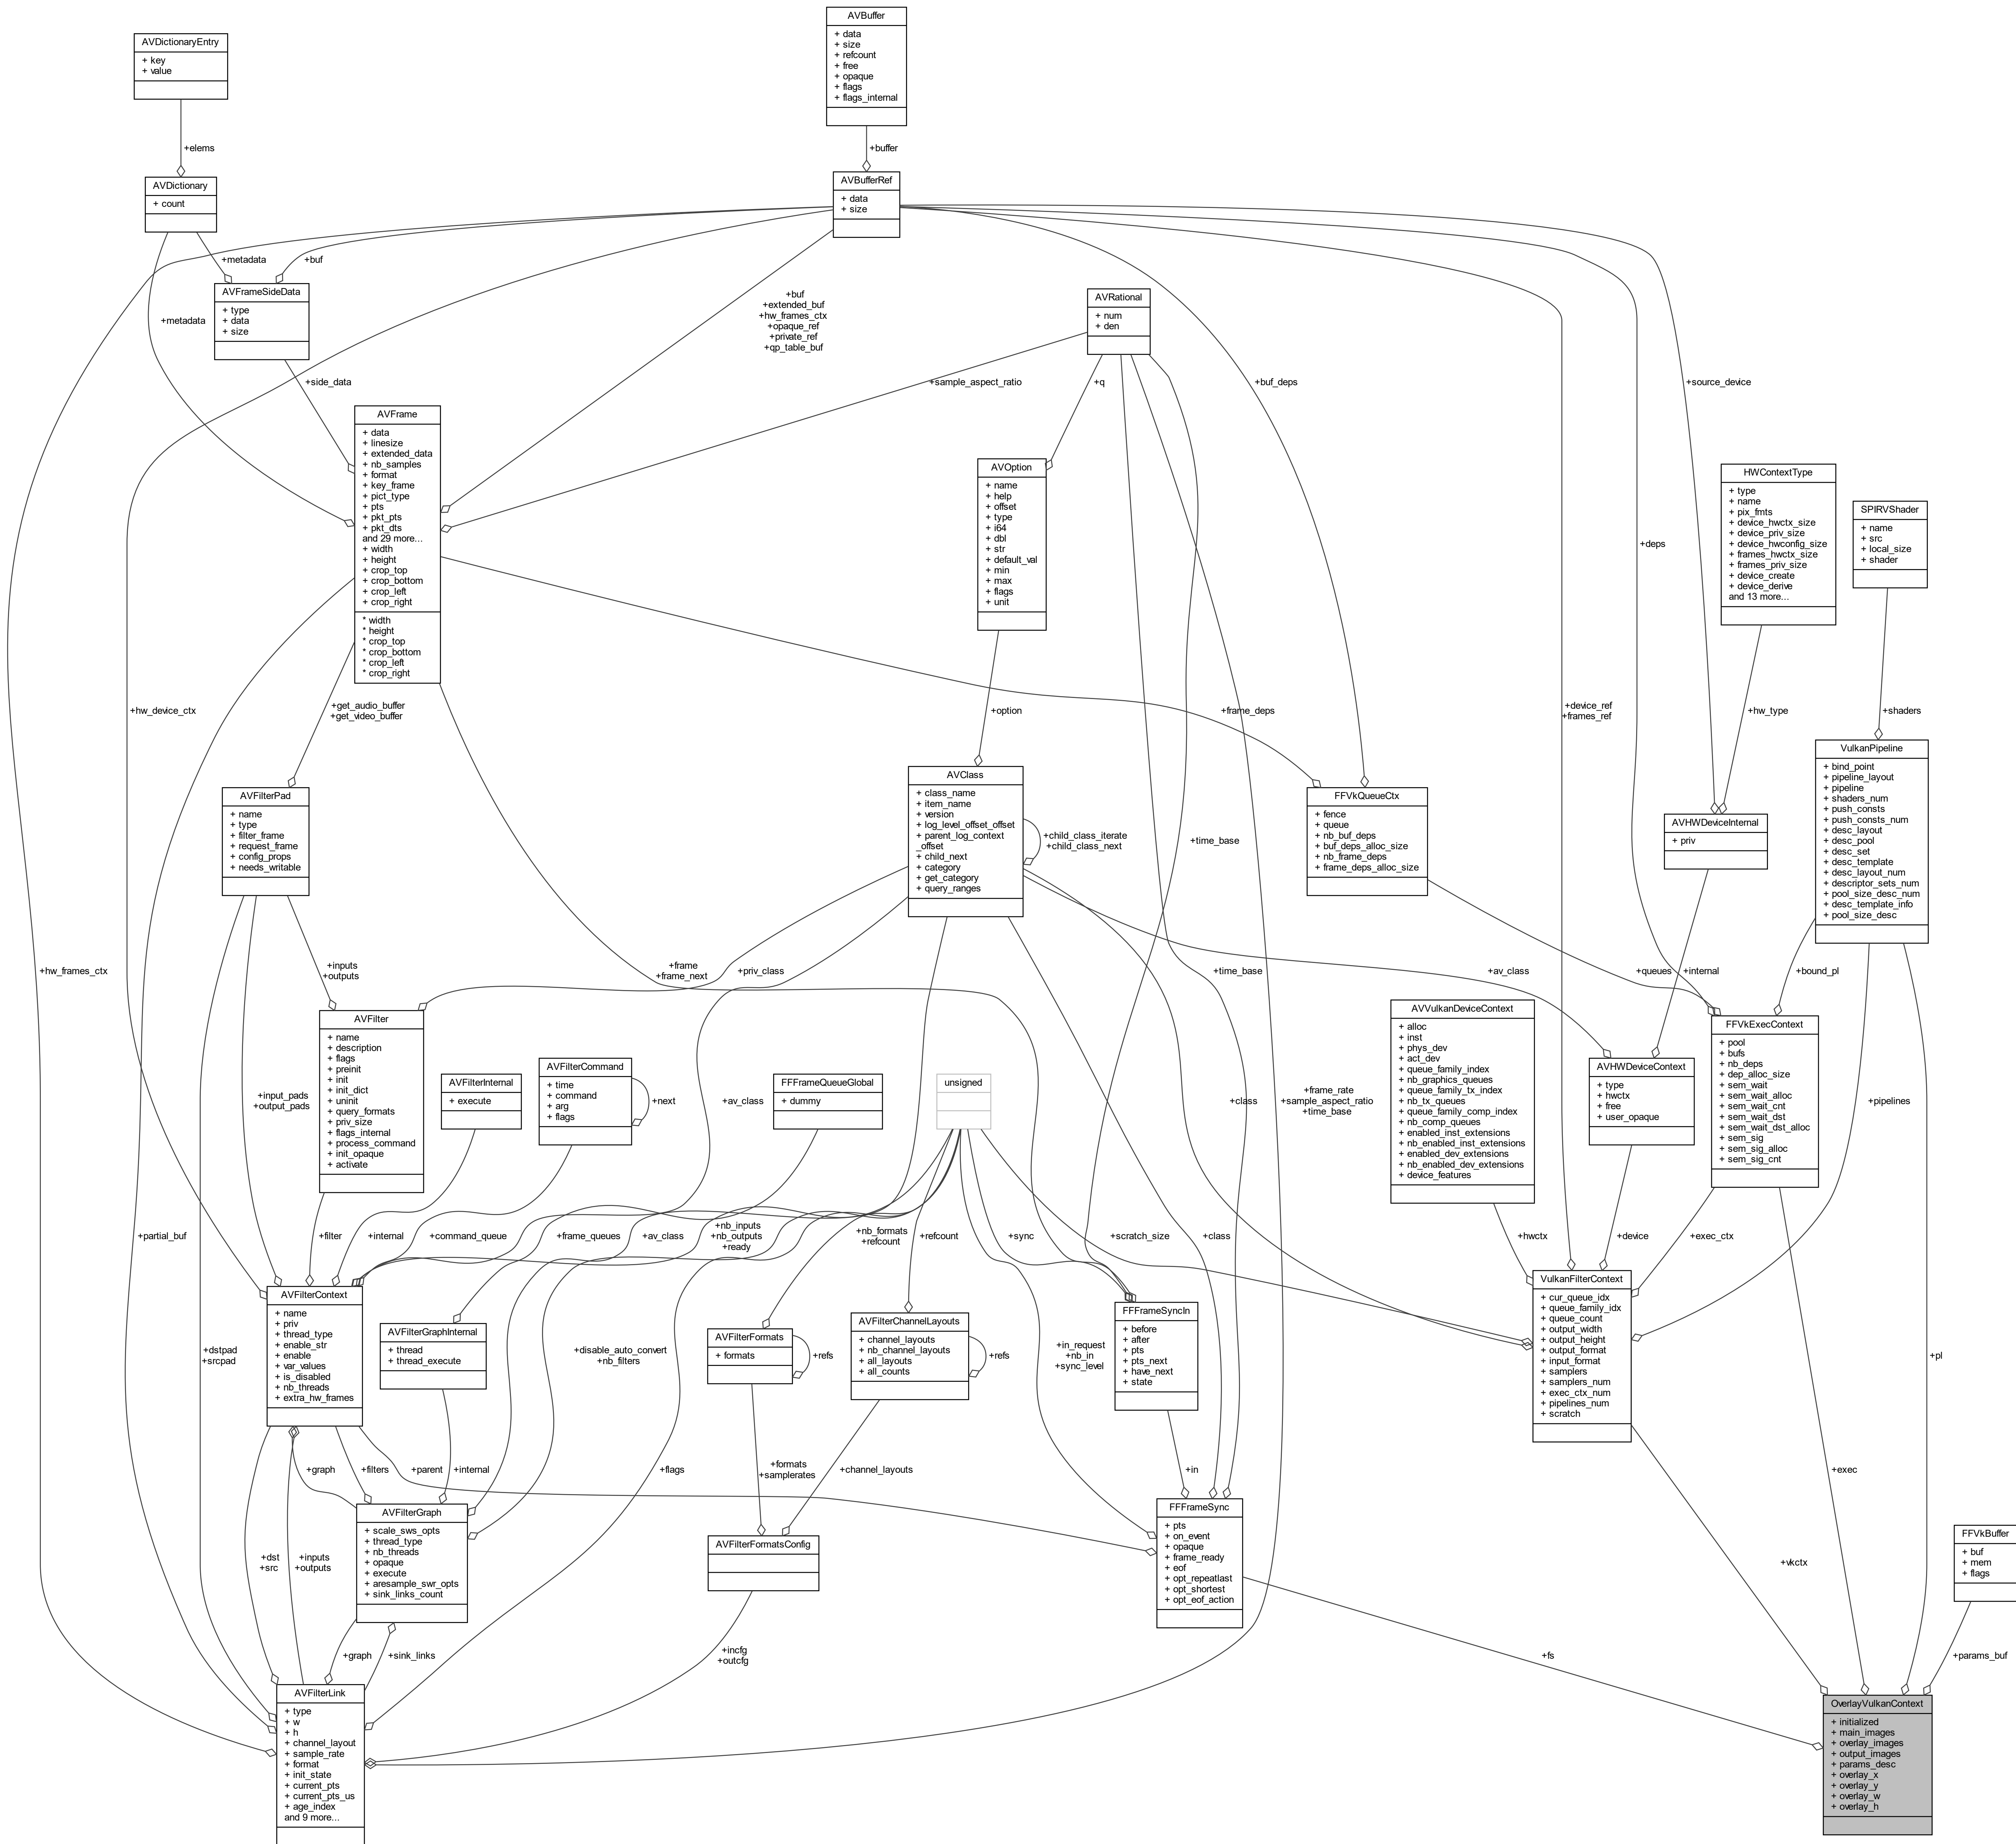 AVBuffer
+ data
+ size
+ refcount
+ free
+ opaque
+ flags
+ flags_internal
AVDictionaryEntry
+ key
+ value
+elems
+buffer
AVDictionary
+ count
AVBufferRef
+ data
+ size
+metadata
+buf
AVFrameSideData
+ type
+ data
+ size
+metadata
+buf
+extended_buf
+hw_frames_ctx
+opaque_ref
+private_ref
+qp_table_buf
AVRational
+ num
+ den
+side_data
+sample_aspect_ratio
+q
+buf_deps
+source_device
AVFrame
+ data
+ linesize
+ extended_data
+ nb_samples
+ format
+ key_frame
+ pict_type
+ pts
+ pkt_pts
+ pkt_dts
and 29 more...
+ width
+ height
+ crop_top
+ crop_bottom
+ crop_left
+ crop_right
* width
* height
* crop_top
* crop_bottom
* crop_left
* crop_right
AVOption
+ name
+ help
+ offset
+ type
+ i64
+ dbl
+ str
+ default_val
+ min
+ max
+ flags
+ unit
+deps
HWContextType
+ type
+ name
+ pix_fmts
+ device_hwctx_size
+ device_priv_size
+ device_hwconfig_size
+ frames_hwctx_size
+ frames_priv_size
+ device_create
+ device_derive
and 13 more...
SPIRVShader
+ name
+ src
+ local_size
+ shader
+hw_device_ctx
+get_audio_buffer
+get_video_buffer
+option
+frame_deps
+device_ref
+frames_ref
+hw_type
+shaders
AVFilterPad
+ name
+ type
+ filter_frame
+ request_frame
+ config_props
+ needs_writable
AVClass
+ class_name
+ item_name
+ version
+ log_level_offset_offset
+ parent_log_context
_offset
+ child_next
+ category
+ get_category
+ query_ranges
+child_class_iterate
+child_class_next
+time_base
FFVkQueueCtx
+ fence
+ queue
+ nb_buf_deps
+ buf_deps_alloc_size
+ nb_frame_deps
+ frame_deps_alloc_size
AVHWDeviceInternal
+ priv
VulkanPipeline
+ bind_point
+ pipeline_layout
+ pipeline
+ shaders_num
+ push_consts
+ push_consts_num
+ desc_layout
+ desc_pool
+ desc_set
+ desc_template
+ desc_layout_num
+ descriptor_sets_num
+ pool_size_desc_num
+ desc_template_info
+ pool_size_desc
+hw_frames_ctx
+inputs
+outputs
+frame
+frame_next
+priv_class
+time_base
+av_class
+queues
+internal
+bound_pl
AVFilter
+ name
+ description
+ flags
+ preinit
+ init
+ init_dict
+ uninit
+ query_formats
+ priv_size
+ flags_internal
+ process_command
+ init_opaque
+ activate
+input_pads
+output_pads
AVFilterInternal
+ execute
AVFilterCommand
+ time
+ command
+ arg
+ flags
+next
+av_class
FFFrameQueueGlobal
+ dummy
unsigned
+frame_rate
+sample_aspect_ratio
+time_base
+class
AVVulkanDeviceContext
+ alloc
+ inst
+ phys_dev
+ act_dev
+ queue_family_index
+ nb_graphics_queues
+ queue_family_tx_index
+ nb_tx_queues
+ queue_family_comp_index
+ nb_comp_queues
+ enabled_inst_extensions
+ nb_enabled_inst_extensions
+ enabled_dev_extensions
+ nb_enabled_dev_extensions
+ device_features
AVHWDeviceContext
+ type
+ hwctx
+ free
+ user_opaque
FFVkExecContext
+ pool
+ bufs
+ nb_deps
+ dep_alloc_size
+ sem_wait
+ sem_wait_alloc
+ sem_wait_cnt
+ sem_wait_dst
+ sem_wait_dst_alloc
+ sem_sig
+ sem_sig_alloc
+ sem_sig_cnt
+pipelines
+partial_buf
+filter
+internal
+command_queue
+frame_queues
+av_class
+nb_inputs
+nb_outputs
+ready
+nb_formats
+refcount
+refcount
+sync
+scratch_size
+class
+hwctx
+device
+exec_ctx
AVFilterContext
+ name
+ priv
+ thread_type
+ enable_str
+ enable
+ var_values
+ is_disabled
+ nb_threads
+ extra_hw_frames
+dstpad
+srcpad
AVFilterGraphInternal
+ thread
+ thread_execute
+disable_auto_convert
+nb_filters
AVFilterFormats
+ formats
+refs
AVFilterChannelLayouts
+ channel_layouts
+ nb_channel_layouts
+ all_layouts
+ all_counts
+refs
+in_request
+nb_in
+sync_level
FFFrameSyncIn
+ before
+ after
+ pts
+ pts_next
+ have_next
+ state
VulkanFilterContext
+ cur_queue_idx
+ queue_family_idx
+ queue_count
+ output_width
+ output_height
+ output_format
+ input_format
+ samplers
+ samplers_num
+ exec_ctx_num
+ pipelines_num
+ scratch
+pl
+graph
+filters
+parent
+internal
+flags
+formats
+samplerates
+channel_layouts
+in
+exec
AVFilterGraph
+ scale_sws_opts
+ thread_type
+ nb_threads
+ opaque
+ execute
+ aresample_swr_opts
+ sink_links_count
+dst
+src
+inputs
+outputs
AVFilterFormatsConfig
FFFrameSync
+ pts
+ on_event
+ opaque
+ frame_ready
+ eof
+ opt_repeatlast
+ opt_shortest
+ opt_eof_action
+vkctx
FFVkBuffer
+ buf
+ mem
+ flags
+graph
+sink_links
+incfg
+outcfg
+fs
+params_buf
AVFilterLink
+ type
+ w
+ h
+ channel_layout
+ sample_rate
+ format
+ init_state
+ current_pts
+ current_pts_us
+ age_index
and 9 more...
OverlayVulkanContext
+ initialized
+ main_images
+ overlay_images
+ output_images
+ params_desc
+ overlay_x
+ overlay_y
+ overlay_w
+ overlay_h